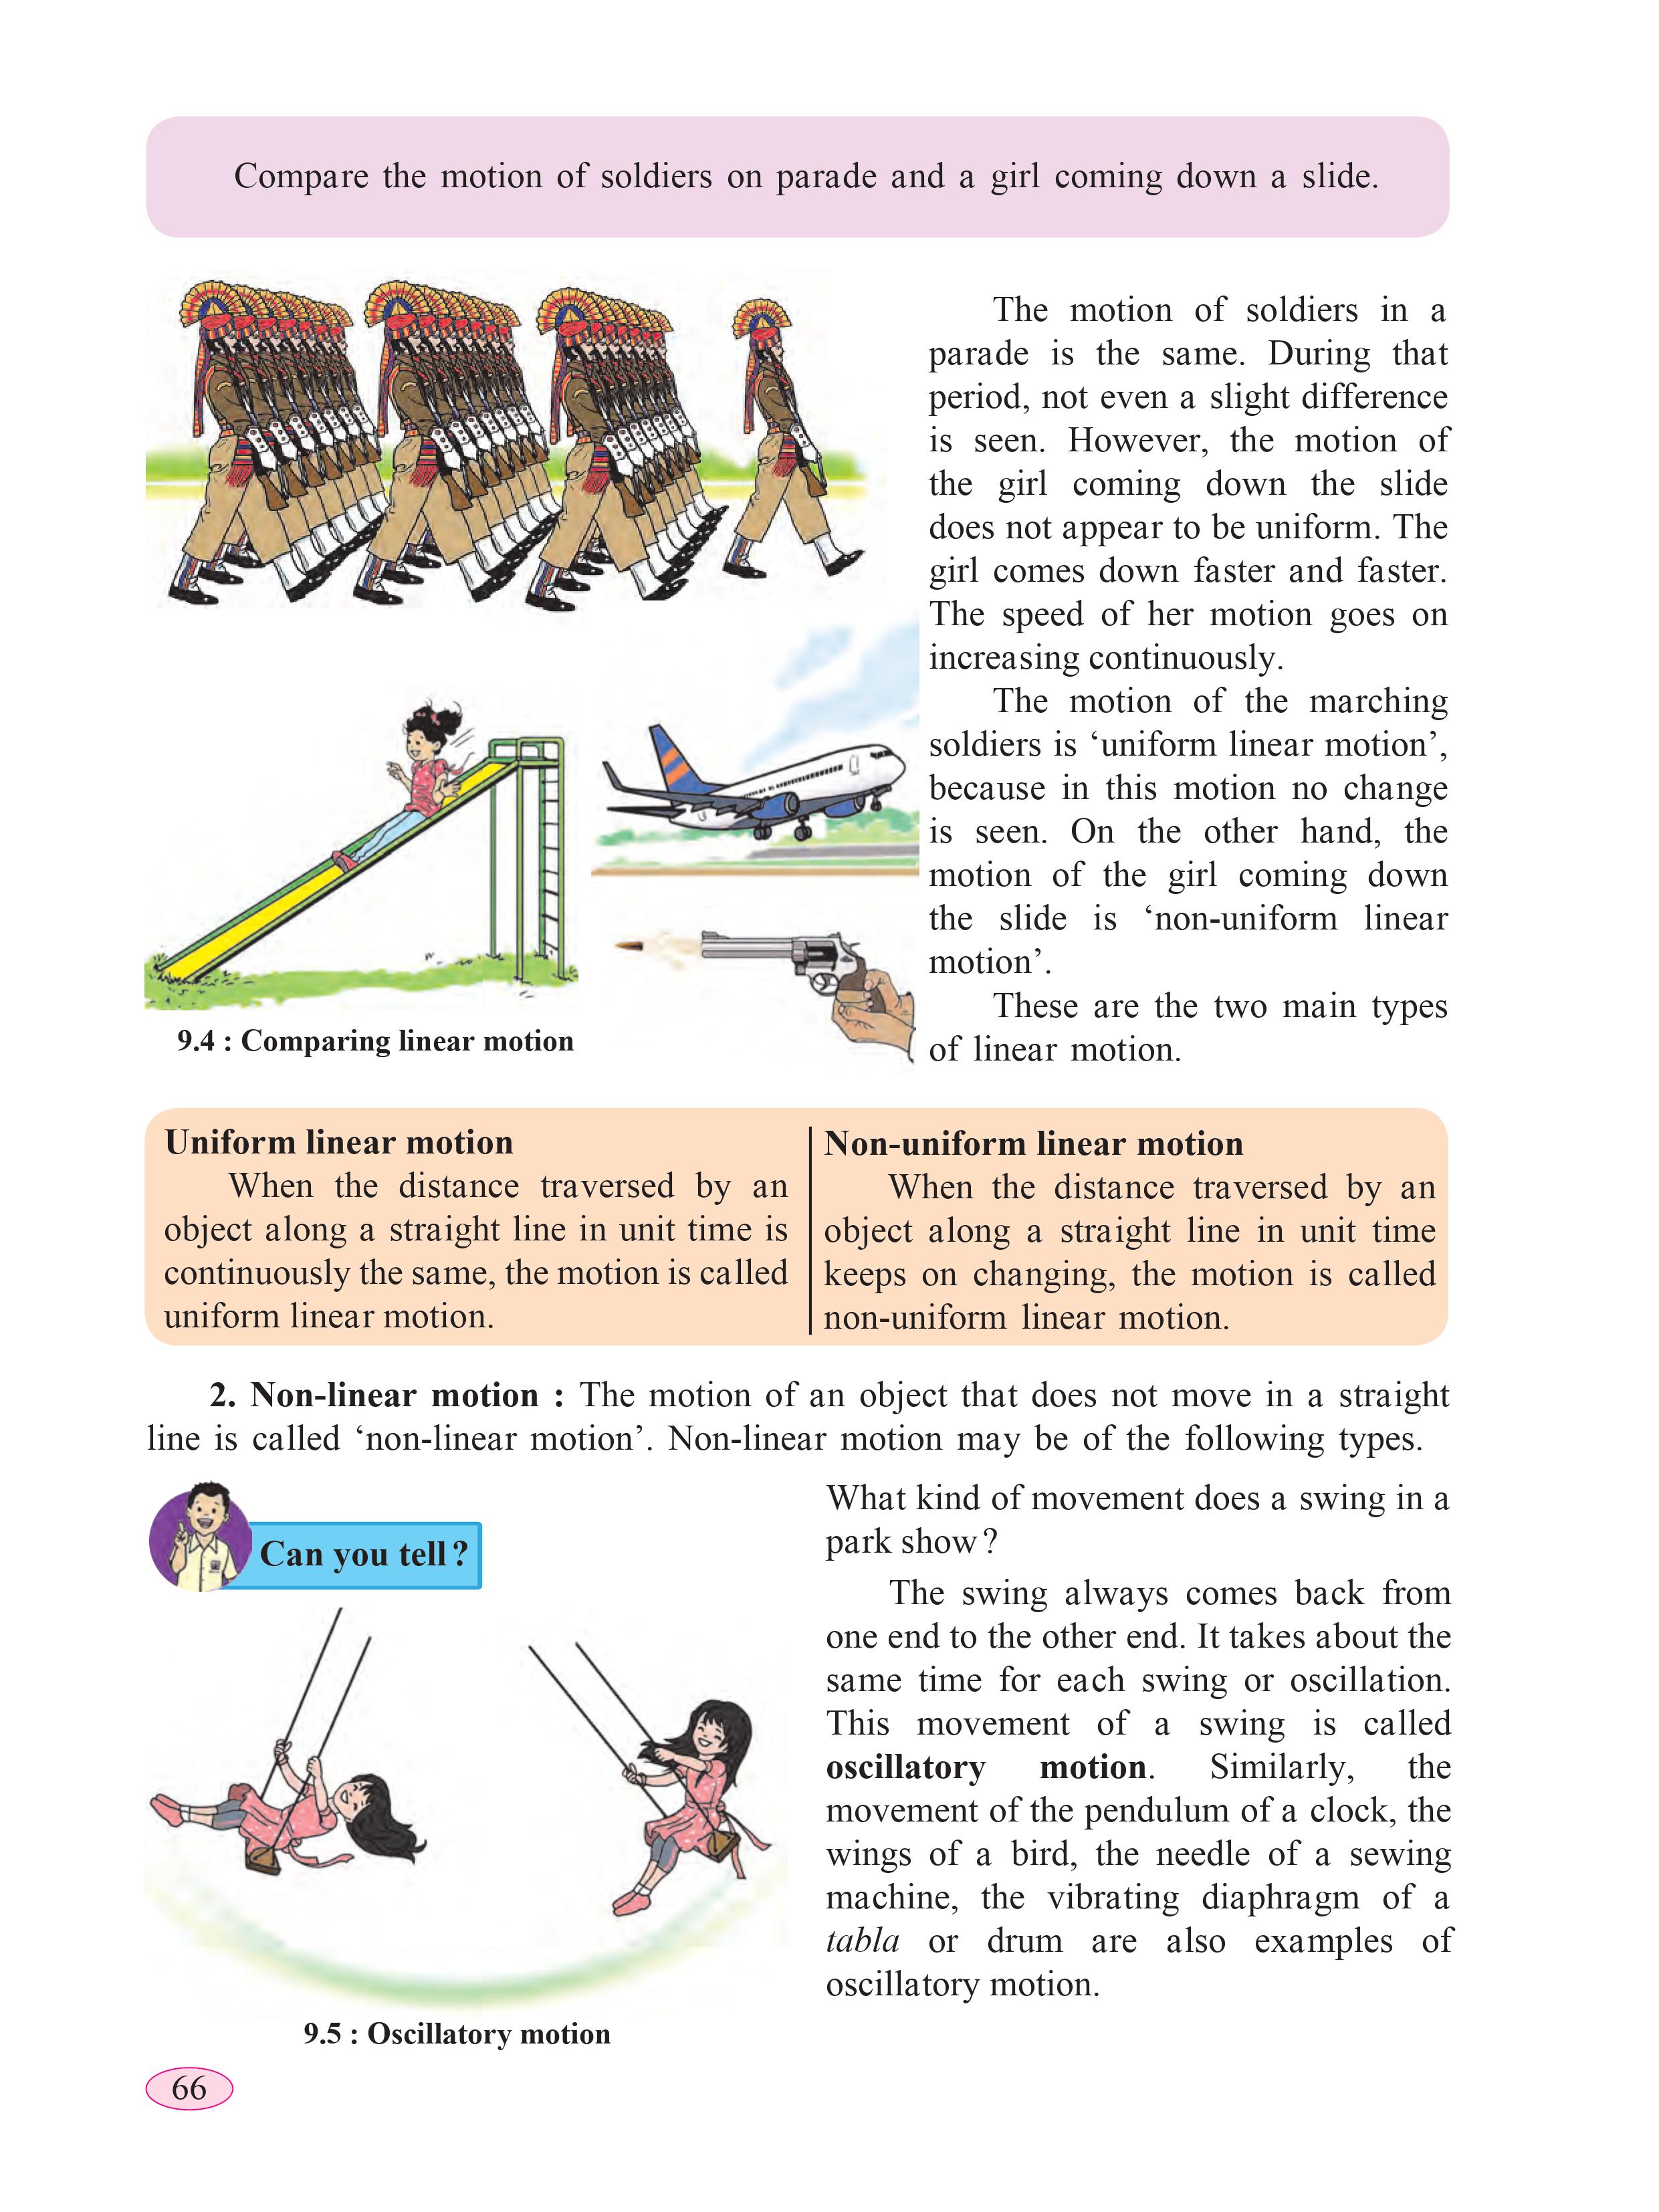 Compare the motion of soldiers on parade and a girl coming down a slide.
The motion of soldiers in a
parade is the same. During that
period, not even a slight difference
is seen. However, the motion of
the girl coming down the slide
does not appear to be uniform. The
girl comes down faster and faster.
The speed of her motion goes on
increasing continuously.
The motion of the marching
soldiers is ‘uniform linear motion’,
because in this motion no change
is seen. On the other hand, the
motion of the girl coming down
the slide is ‘non-uniform linear
motion’.
These are the two main types
of linear motion.
9.4 : Comparing linear motion
Uniform linear motion
When the distance traversed by an
object along a straight line in unit time is
continuously the same, the motion is called
uniform linear motion.
Non-uniform linear motion
When the distance traversed by an
object along a straight line in unit time
keeps on changing, the motion is called
non-uniform linear motion.
2. Non-linear motion : The motion of an object that does not move in a straight
line is called ‘non-linear motion’. Non-linear motion may be of the following types.
Can you tell?
What kind of movement does a swing in a
park show?
The swing always comes back from
one end to the other end. It takes about the
same time for each swing or oscillation.
This movement of a swing is called
oscillatory motion. Similarly, the
movement of the pendulum of a clock, the
wings of a bird, the needle of a sewing
machine, the vibrating diaphragm of a
tabla or drum are also examples of
oscillatory motion.
9.5 : Oscillatory motion
66